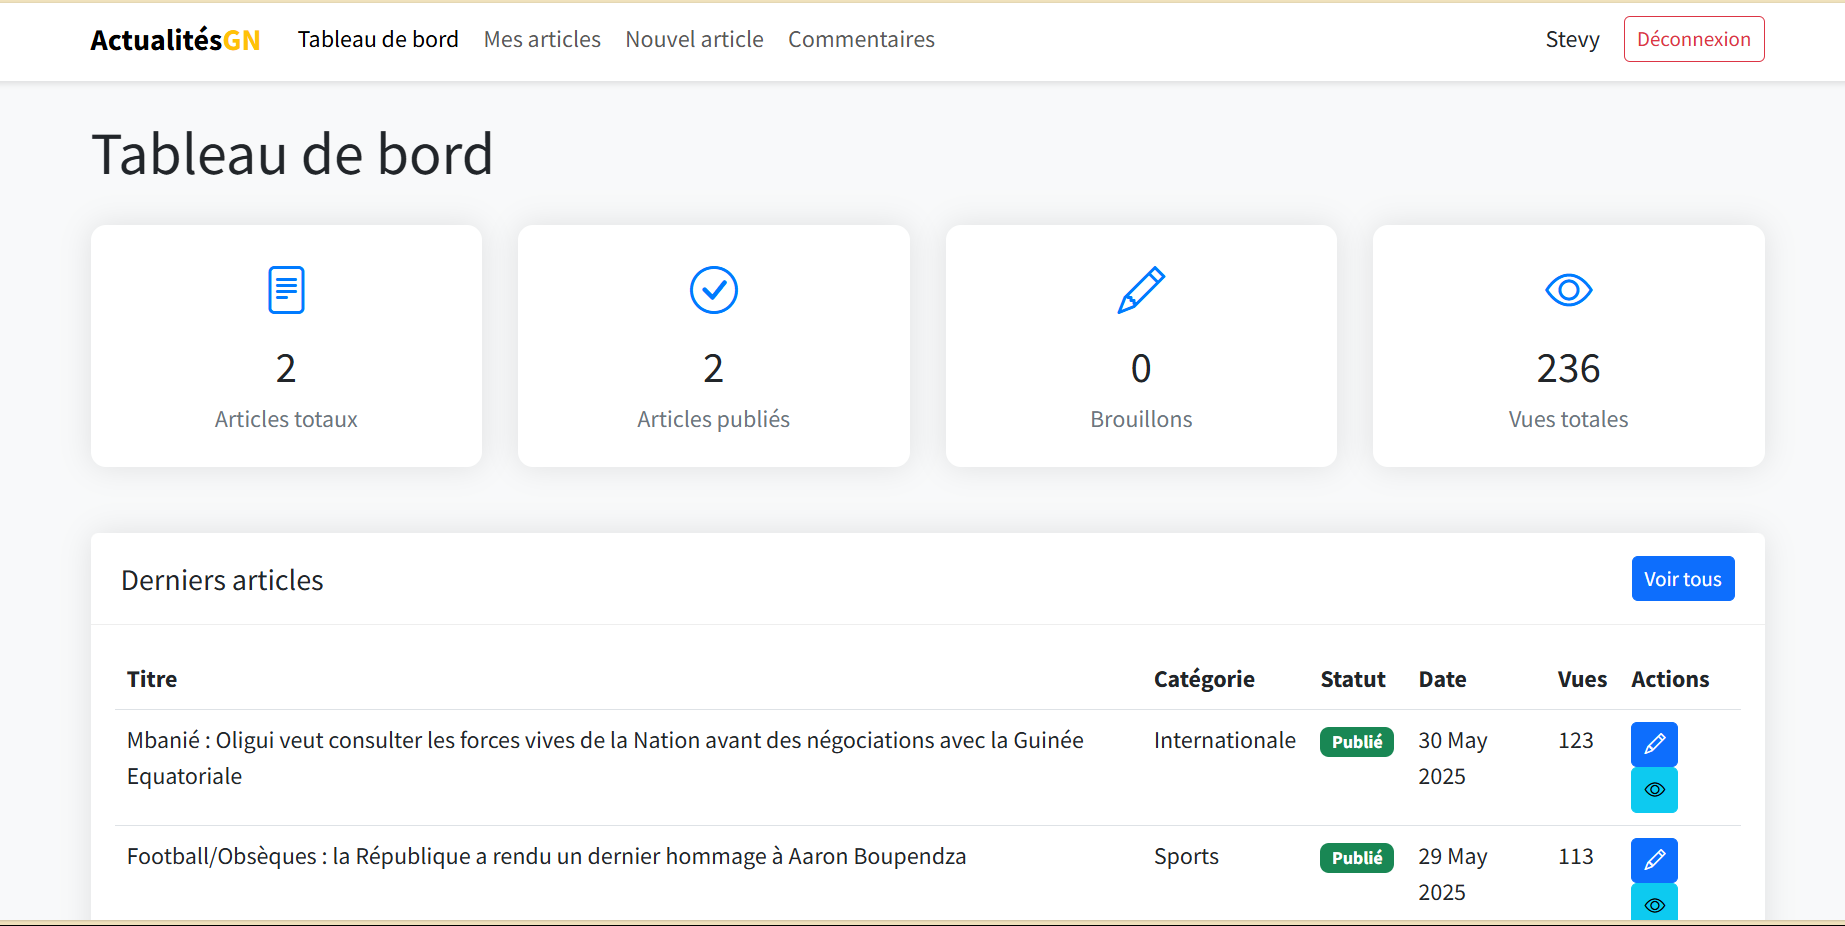 ActualitésGN Tableau de bord Mes articles Nouvel article Commentaires Stevy Déconnexion
Tableau de bord
2 2 0 236
Articles totaux Articles publiés Brouillons Vues totales
Derniers articles Voir tous
Titre Catégorie Statut Date Vues Actions
Mbanié : Oligui veut consulter les forces vives de la Nation avant des négociations avec la Guinée Internationale Publié 30 May 123
Equatoriale 2025
Football/Obsèques : la République a rendu un dernier hommage à Aaron Boupendza Sports Publié 29 May 113
2025